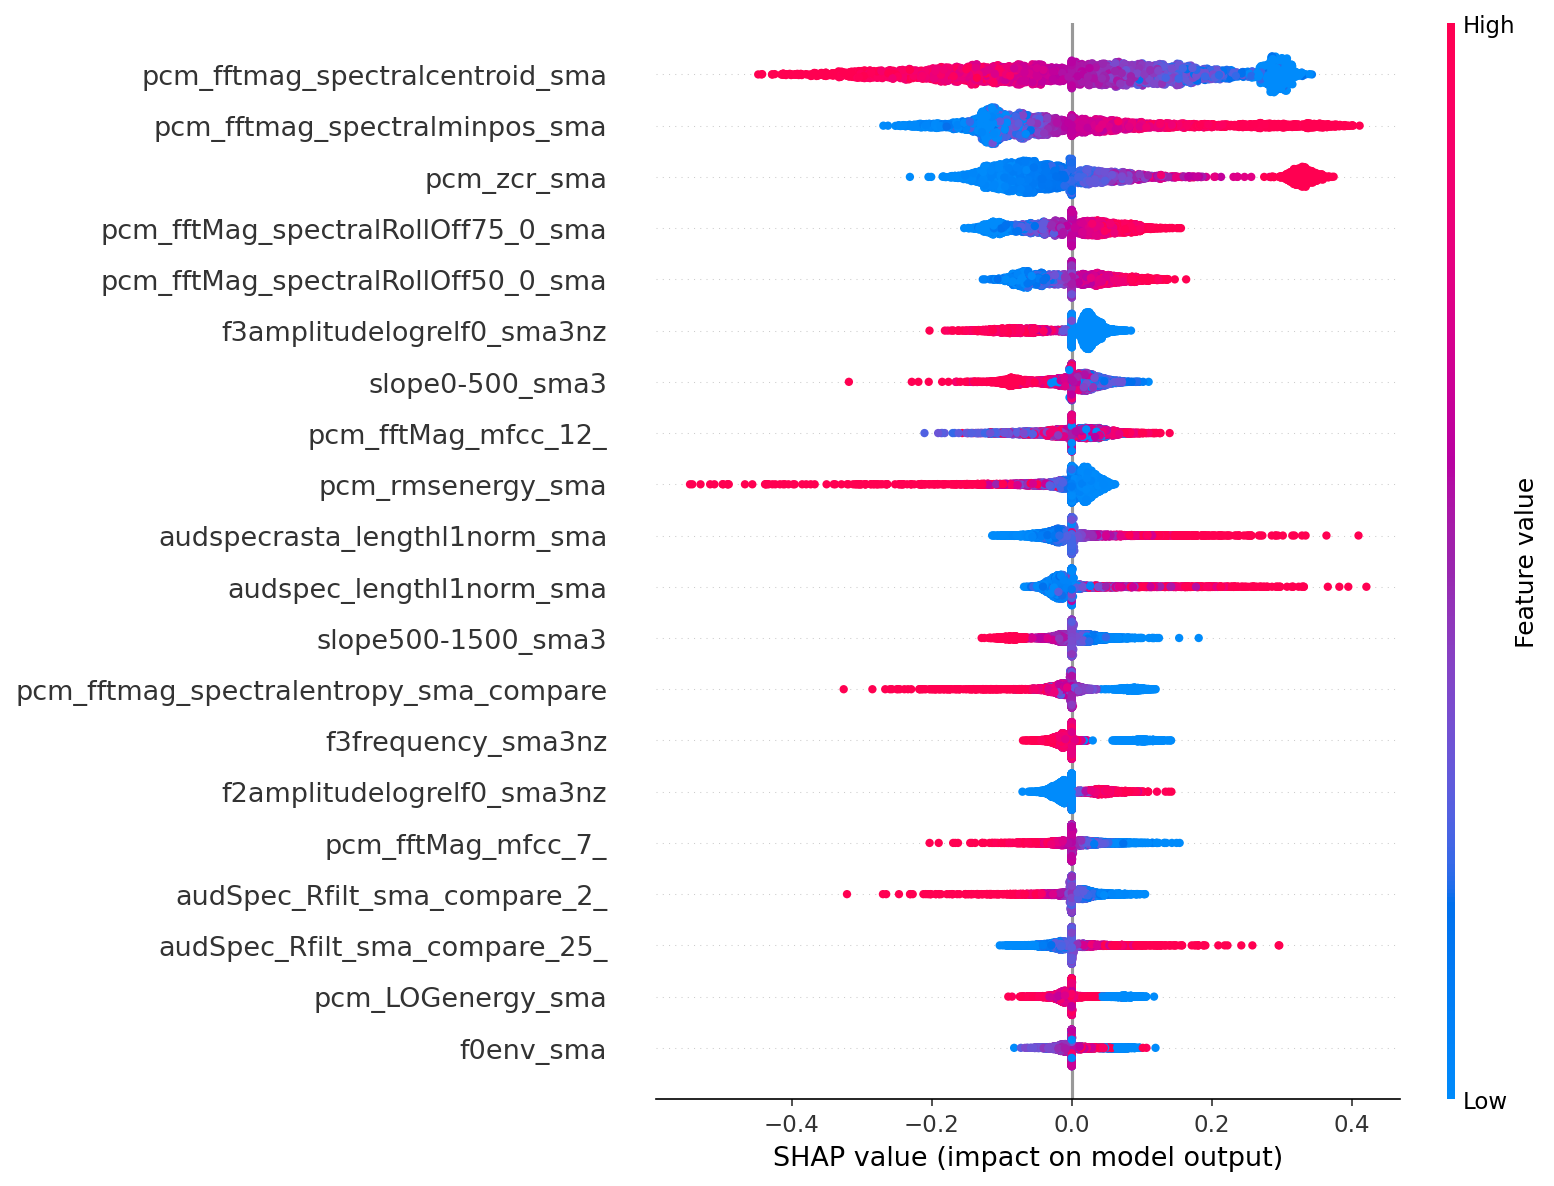 High
pcm_fftmag_spectralcentroid_sma
pcm_fftmag_spectralminpos_sma
pcm_zcr_sma
pcm_fftMag_spectralRollOff75_0_sma
pcm_fftMag_spectralRollOff50_0_sma
f3amplitudelogrelf0_sma3nz
slope0-500_sma3
pcm_fftMag_mfcc_12_
pcm_rmsenergy_sma
audspecrasta_lengthl1norm_sma
audspec_lengthl1norm_sma
slope500-1500_sma3
pcm_fftmag_spectralentropy_sma_compare
f3frequency_sma3nz
f2amplitudelogrelf0_sma3nz
pcm_fftMag_mfcc_7_
audSpec_Rfilt_sma_compare_2_
audSpec_Rfilt_sma_compare_25_
pcm_LOGenergy_sma
f0env_sma
Feature value
Low
−0.4 −0.2 0.0 0.2 0.4
SHAP value (impact on model output)